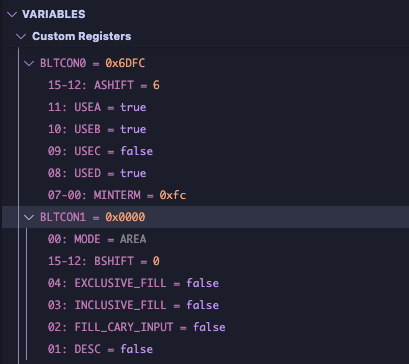 VARIABLES
Custom Registers
BLTCON0 = 0x6DFC
15-12: ASHIFT = 6
11: USEA = true
10: USEB = true
09: USEC = false
08: USED = true
07-00: MINTERM = 0xfc
BLTCON1 = 0x0000
00: MODE = AREA
15-12: BSHIFT = 0
04: EXCLUSIVE_FILL = false
03: INCLUSIVE_FILL = false
02: FILL_CARY_INPUT = false
01: DESC = false